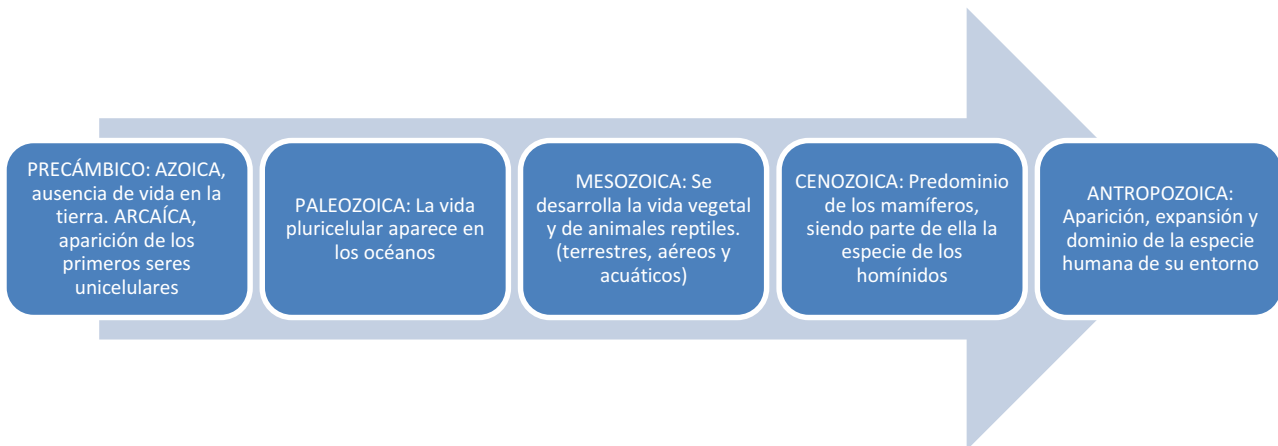 PRECÁMBICO: AZOICA,
ausencia de vida en la
tierra. ARCAÍCA,
aparición de los
primeros seres
unicelulares
PALEOZOICA: La vida
pluricelular aparece en
los océanos
MESOZOICA: Se
desarrolla la vida vegetal
y de animales reptiles.
(terrestres, aéreos y
acuáticos)
CENOZOICA: Predominio
de los mamíferos,
siendo parte de ella la
especie de los
homínidos
ANTROPOZOICA:
Aparición, expansión y
dominio de la especie
humana de su entorno